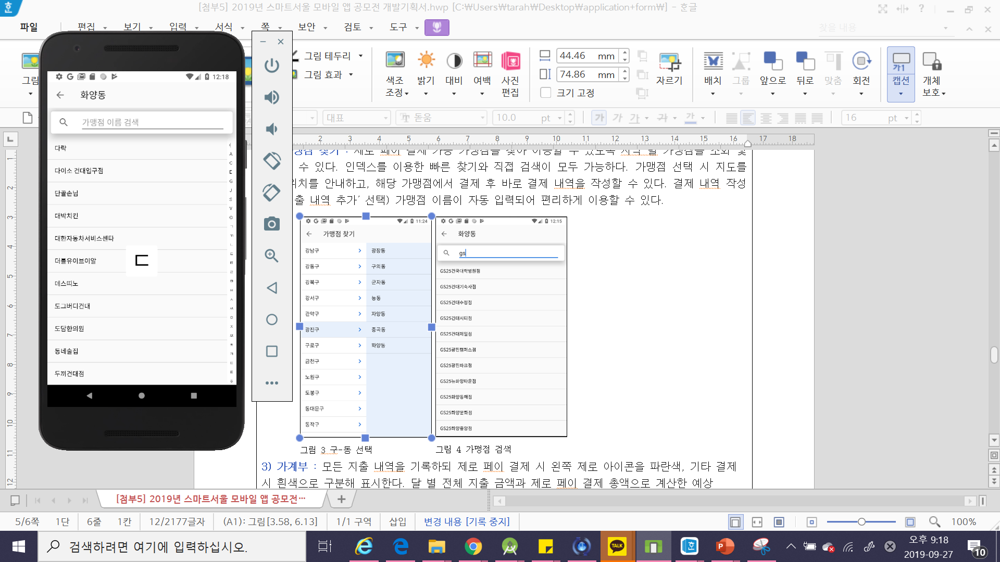 [첨부5] 2019년 스마트서울 모바일 앱 공모전 개발기획서.hwp [C:\Users\tarah\Desktop\application+form\] - 한글
파일 편집 보기 입력 서식 쪽 보안 검토 도구
찾을 내용
그림 테두리
그림 효과
색조 조정
밝기
대비
여백
사진 편집
44.46 mm
74.86 mm
크기 고정
자르기
배치
그룹
앞으로
뒤로
맞춤
회전
캡션
개체 보호
대표
돋움
10.0 pt
가 가 가 가 가
16 pt
12:18
화양동
가맹점 이름 검색
다락
다이소 건대입구점
단골손님
대박치킨
대한자동차서비스센타
더블유이브이알
ㄷ
데스띠노
도그버디건대
도담한의원
동네술집
두끼건대점
2 3 4 5 6 7 8 9 10 11 12 13 14 15 16 17 18
수 있다. 인덱스를 이용한 빠른 찾기와 직접 검색이 모두 가능하다. 가맹점 선택 시 지도를
위치를 안내하고, 해당 가맹점에서 결제 후 바로 결제 내역을 작성할 수 있다. 결제 내역 작성
출 내역 추가' 선택) 가맹점 이름이 자동 입력되어 편리하게 이용할 수 있다.
11:24
가맹점 찾기
강남구 광장동
강동구 구의동
강북구 군자동
강서구 능동
관악구 자양동
광진구 중곡동
구로구 화양동
금천구
노원구
도봉구
동대문구
동작구
12:15
화양동
gs
GS25건국대학병원점
GS25건대기숙사점
GS25건대수정점
GS25건대시티점
GS25건대제일점
GS25광진캠퍼스점
GS25광진파크점
GS25뉴화양타운점
GS25화양동해점
GS25화양문화점
GS25화양중앙점
그림 3 구-동 선택
그림 4 가맹점 검색
3) 가계부 : 모든 지출 내역을 기록하되 제로 페이 결제 시 왼쪽 제로 아이콘을 파란색, 기타 결제
시 흰색으로 구분해 표시한다. 달 별 전체 지출 금액과 제로 페이 결제 총액으로 계산한 예상
[첨부5] 2019년 스마트서울 모바일 앱 공모전···
5/6쪽 1단 6줄 1칸 12/2177글자 (A1): 그림[3.58, 6.13] 1/1 구역 삽입 변경 내용 [기록 중지] 100%
검색하려면 여기에 입력하십시오.
TALK
오후 9:18
2019-09-27
10